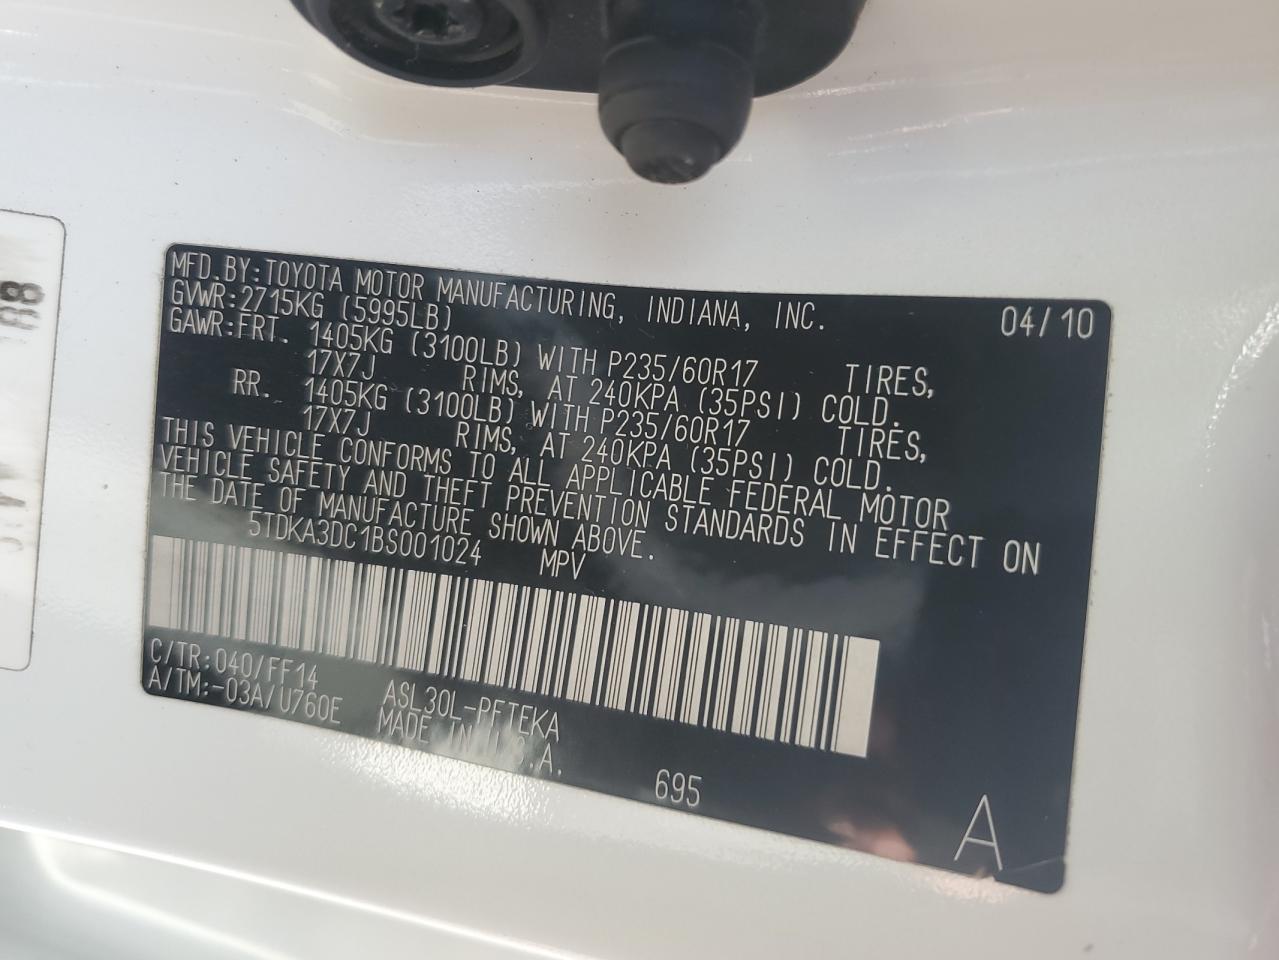 MFD.BY:TOYOTA MOTOR MANUFACTURING, INDIANA, INC. 04/10
GVWR:2715KG (5995LB)
GAWR:FRT. 1405KG (3100LB) WITH P235/60R17 TIRES,
17X7J RIMS, AT 240KPA (35PSI) COLD.
RR. 1405KG (3100LB) WITH P235/60R17 TIRES,
17X7J RIMS, AT 240KPA (35PSI) COLD.
THIS VEHICLE CONFORMS TO ALL APPLICABLE FEDERAL MOTOR
VEHICLE SAFETY AND THEFT PREVENTION STANDARDS IN EFFECT ON
THE DATE OF MANUFACTURE SHOWN ABOVE.
5TDKA3DC1BS001024 MPV
C/TR:040/FF14 ASL30L-PFTEKA
A/TM:-03A/U760E MADE IN U.S.A.
695
A